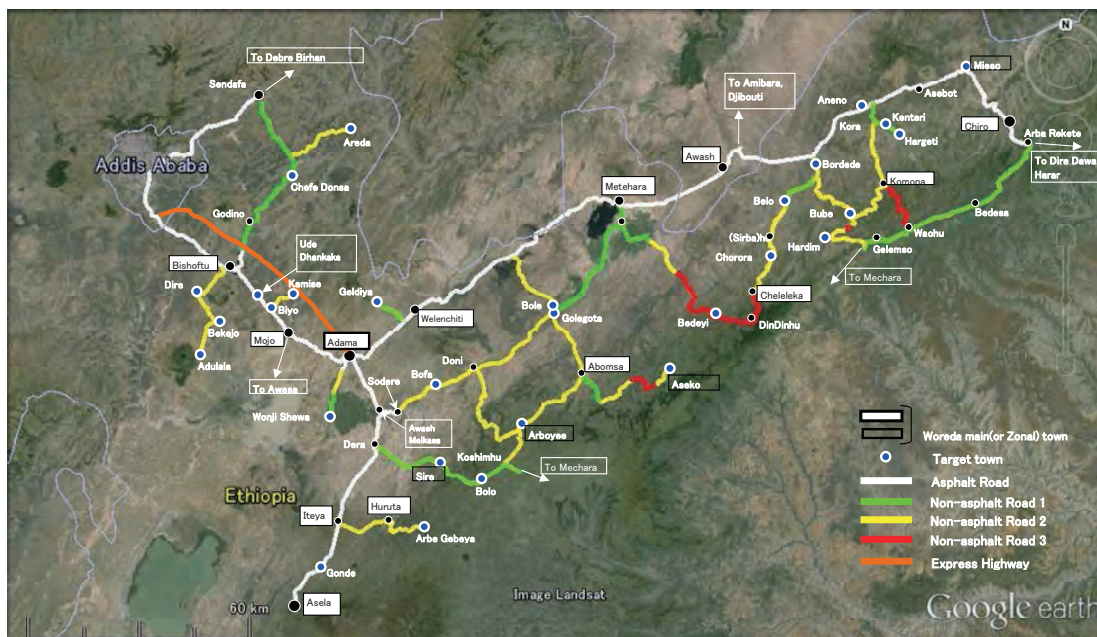 N
To Debre Birhan
Sendafa
Mieso
To Amibara,
Djibouti
Asebot
Aneno
Kenteri
Areda
Kora
Hargeti
Chiro
Arba Rekete
Addis Ababa
Awash
To Dire Dawa
Harar
Bordede
Chefe Donsa
Metehara
Komona
Belo
Bedesa
Godino
Bube
Waohu
(Sirba)h
Hardim
Gelemso
Ude
Dhankaka
Chorora
Bishoftu
To Mechara
Dire
Kamise
Geldiya
Cheleleka
Biyo
Bole
Welenchiti
Golegota
Bedeyi
DinDinhu
Bekejo
Mojo
Adama
Adulala
Doni
Abomsa
Sodere
Bofa
To Awasa
Aseko
Wonji Shewa
Awash
Melkasa
Arboyee
Woreda main(or Zonal) town
Dera
Koshimhu
Target town
Sire
To Mechara
Bolo
Asphalt Road
Ethiopia
Non-asphalt Road 1
Huruta
Iteya
Non-asphalt Road 2
Arbe Gebeya
Non-asphalt Road 3
Gonde
Express Highway
60 km
Asela
Image Landsat
Google earth